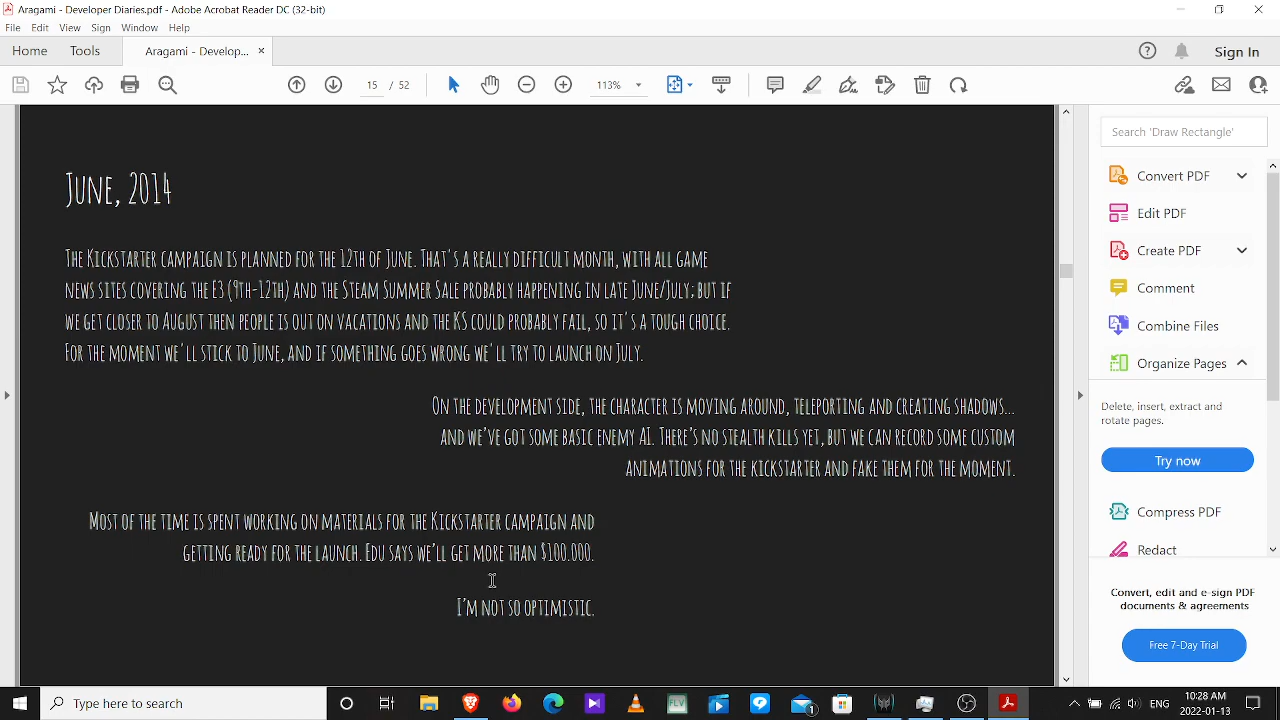 Aragami - Developer Diaries.pdf - Adobe Acrobat Reader DC (32-bit)
File Edit View Sign Window Help
Home Tools Aragami - Develop... × Sign In
15 / 52 113%
Search 'Draw Rectangle'
June, 2014
The Kickstarter campaign is planned for the 12th of June. That's a really difficult month, with all game
news sites covering the E3 (9th-12th) and the Steam Summer Sale probably happening in late June/July; but if
we get closer to August then people is out on vacations and the KS could probably fail, so it's a tough choice.
For the moment we'll stick to June, and if something goes wrong we'll try to launch on July.
On the development side, the character is moving around, teleporting and creating shadows...
and we've got some basic enemy AI. There's no stealth kills yet, but we can record some custom
animations for the kickstarter and fake them for the moment.
Most of the time is spent working on materials for the Kickstarter campaign and
getting ready for the launch. Edu says we'll get more than $100.000.
I'm not so optimistic.
Convert PDF
Edit PDF
Create PDF
Comment
Combine Files
Organize Pages
Delete, insert, extract and
rotate pages.
Try now
Compress PDF
Redact
Convert, edit and e-sign PDF
documents & agreements
Free 7-Day Trial
Type here to search
FLV
1
ENG
10:28 AM
2022-01-13